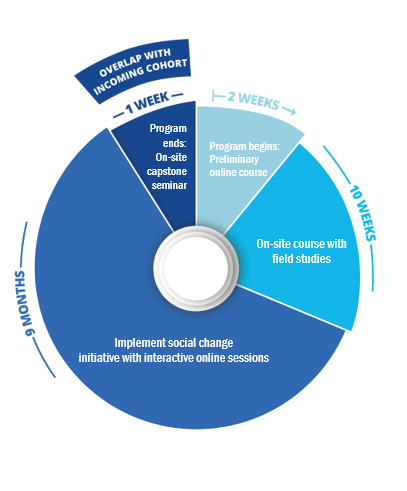 OVERLAP WITH
INCOMING COHORT
1 WEEK
2 WEEKS
Program
ends:
On-site
capstone
seminar
Program begins:
Preliminary
online course
10 WEEKS
On-site course with
field studies
9 MONTHS
Implement social change
initiative with interactive online sessions